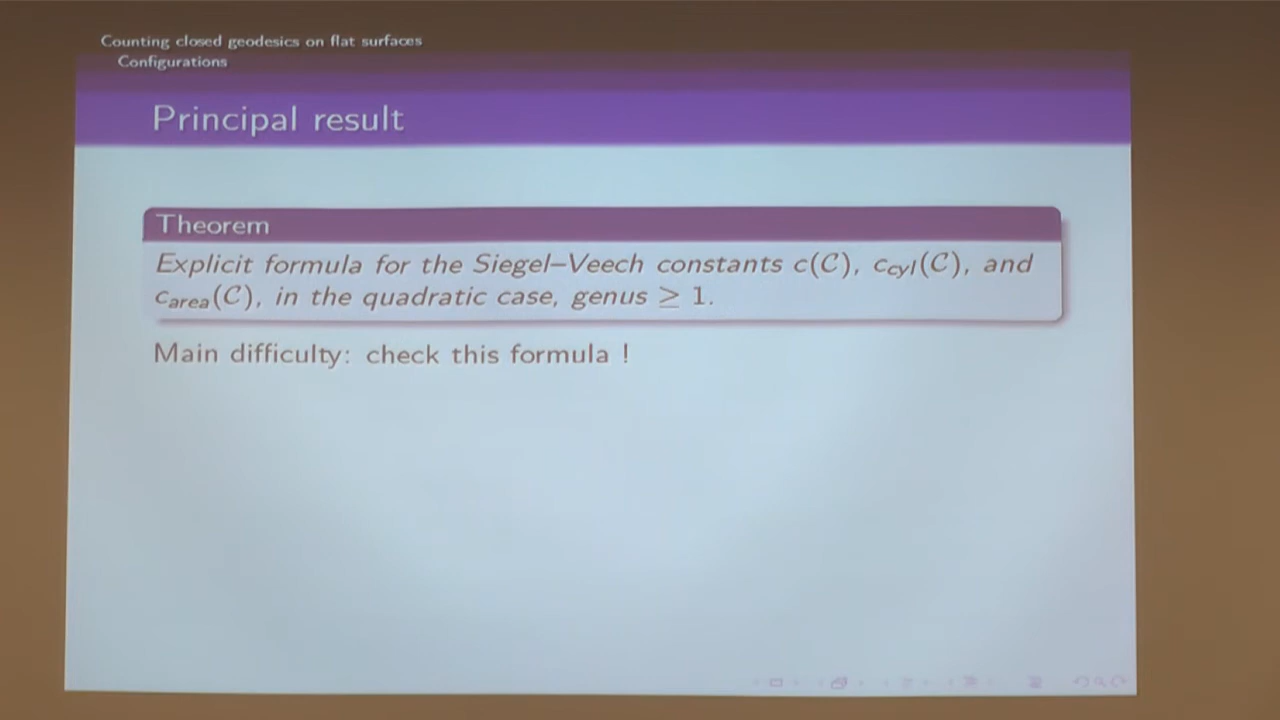 Counting closed geodesics on flat surfaces
Configurations
Principal result
Theorem
Explicit formula for the Siegel–Veech constants c(𝒞), c_cyl(𝒞), and
c_area(𝒞), in the quadratic case, genus ≥ 1.
Main difficulty: check this formula !